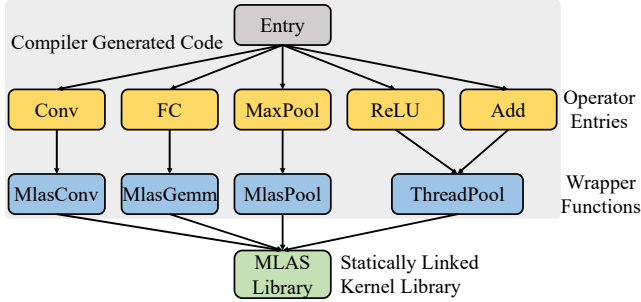 Entry
Compiler Generated Code
Conv FC MaxPool ReLU Add
Operator
Entries
MlasConv MlasGemm MlasPool ThreadPool
Wrapper
Functions
MLAS
Library
Statically Linked
Kernel Library